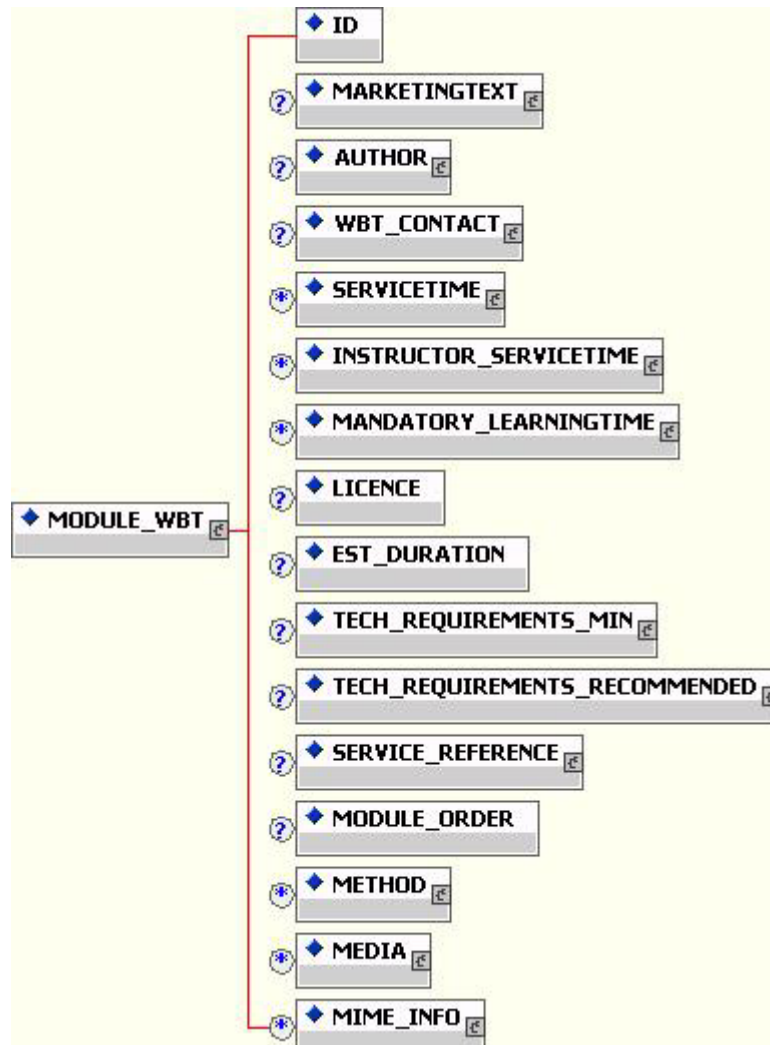 ID
? MARKETINGTEXT
? AUTHOR
? WBT_CONTACT
* SERVICETIME
* INSTRUCTOR_SERVICETIME
* MANDATORY_LEARNINGTIME
? LICENCE
MODULE_WBT
? EST_DURATION
? TECH_REQUIREMENTS_MIN
? TECH_REQUIREMENTS_RECOMMENDED
? SERVICE_REFERENCE
? MODULE_ORDER
* METHOD
* MEDIA
* MIME_INFO